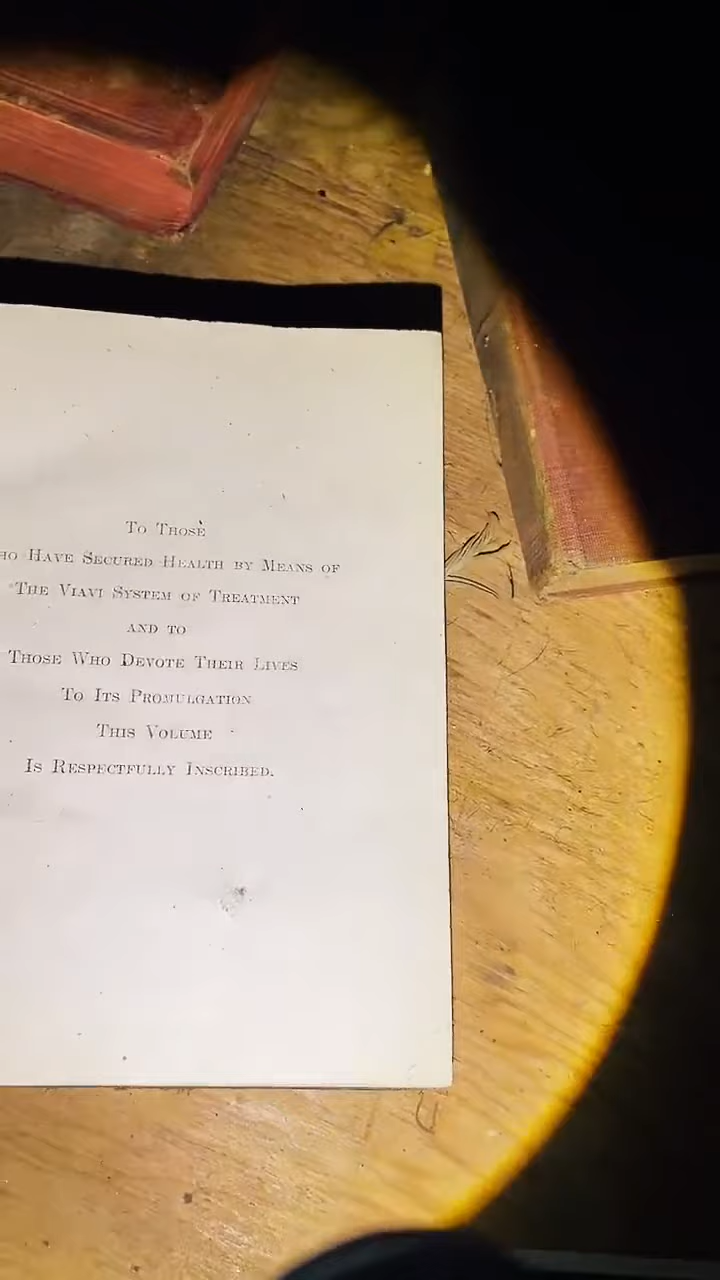 To Those
ho Have Secured Health by Means of
The Viavi System of Treatment
and to
Those Who Devote Their Lives
To Its Promulgation
This Volume
Is Respectfully Inscribed.